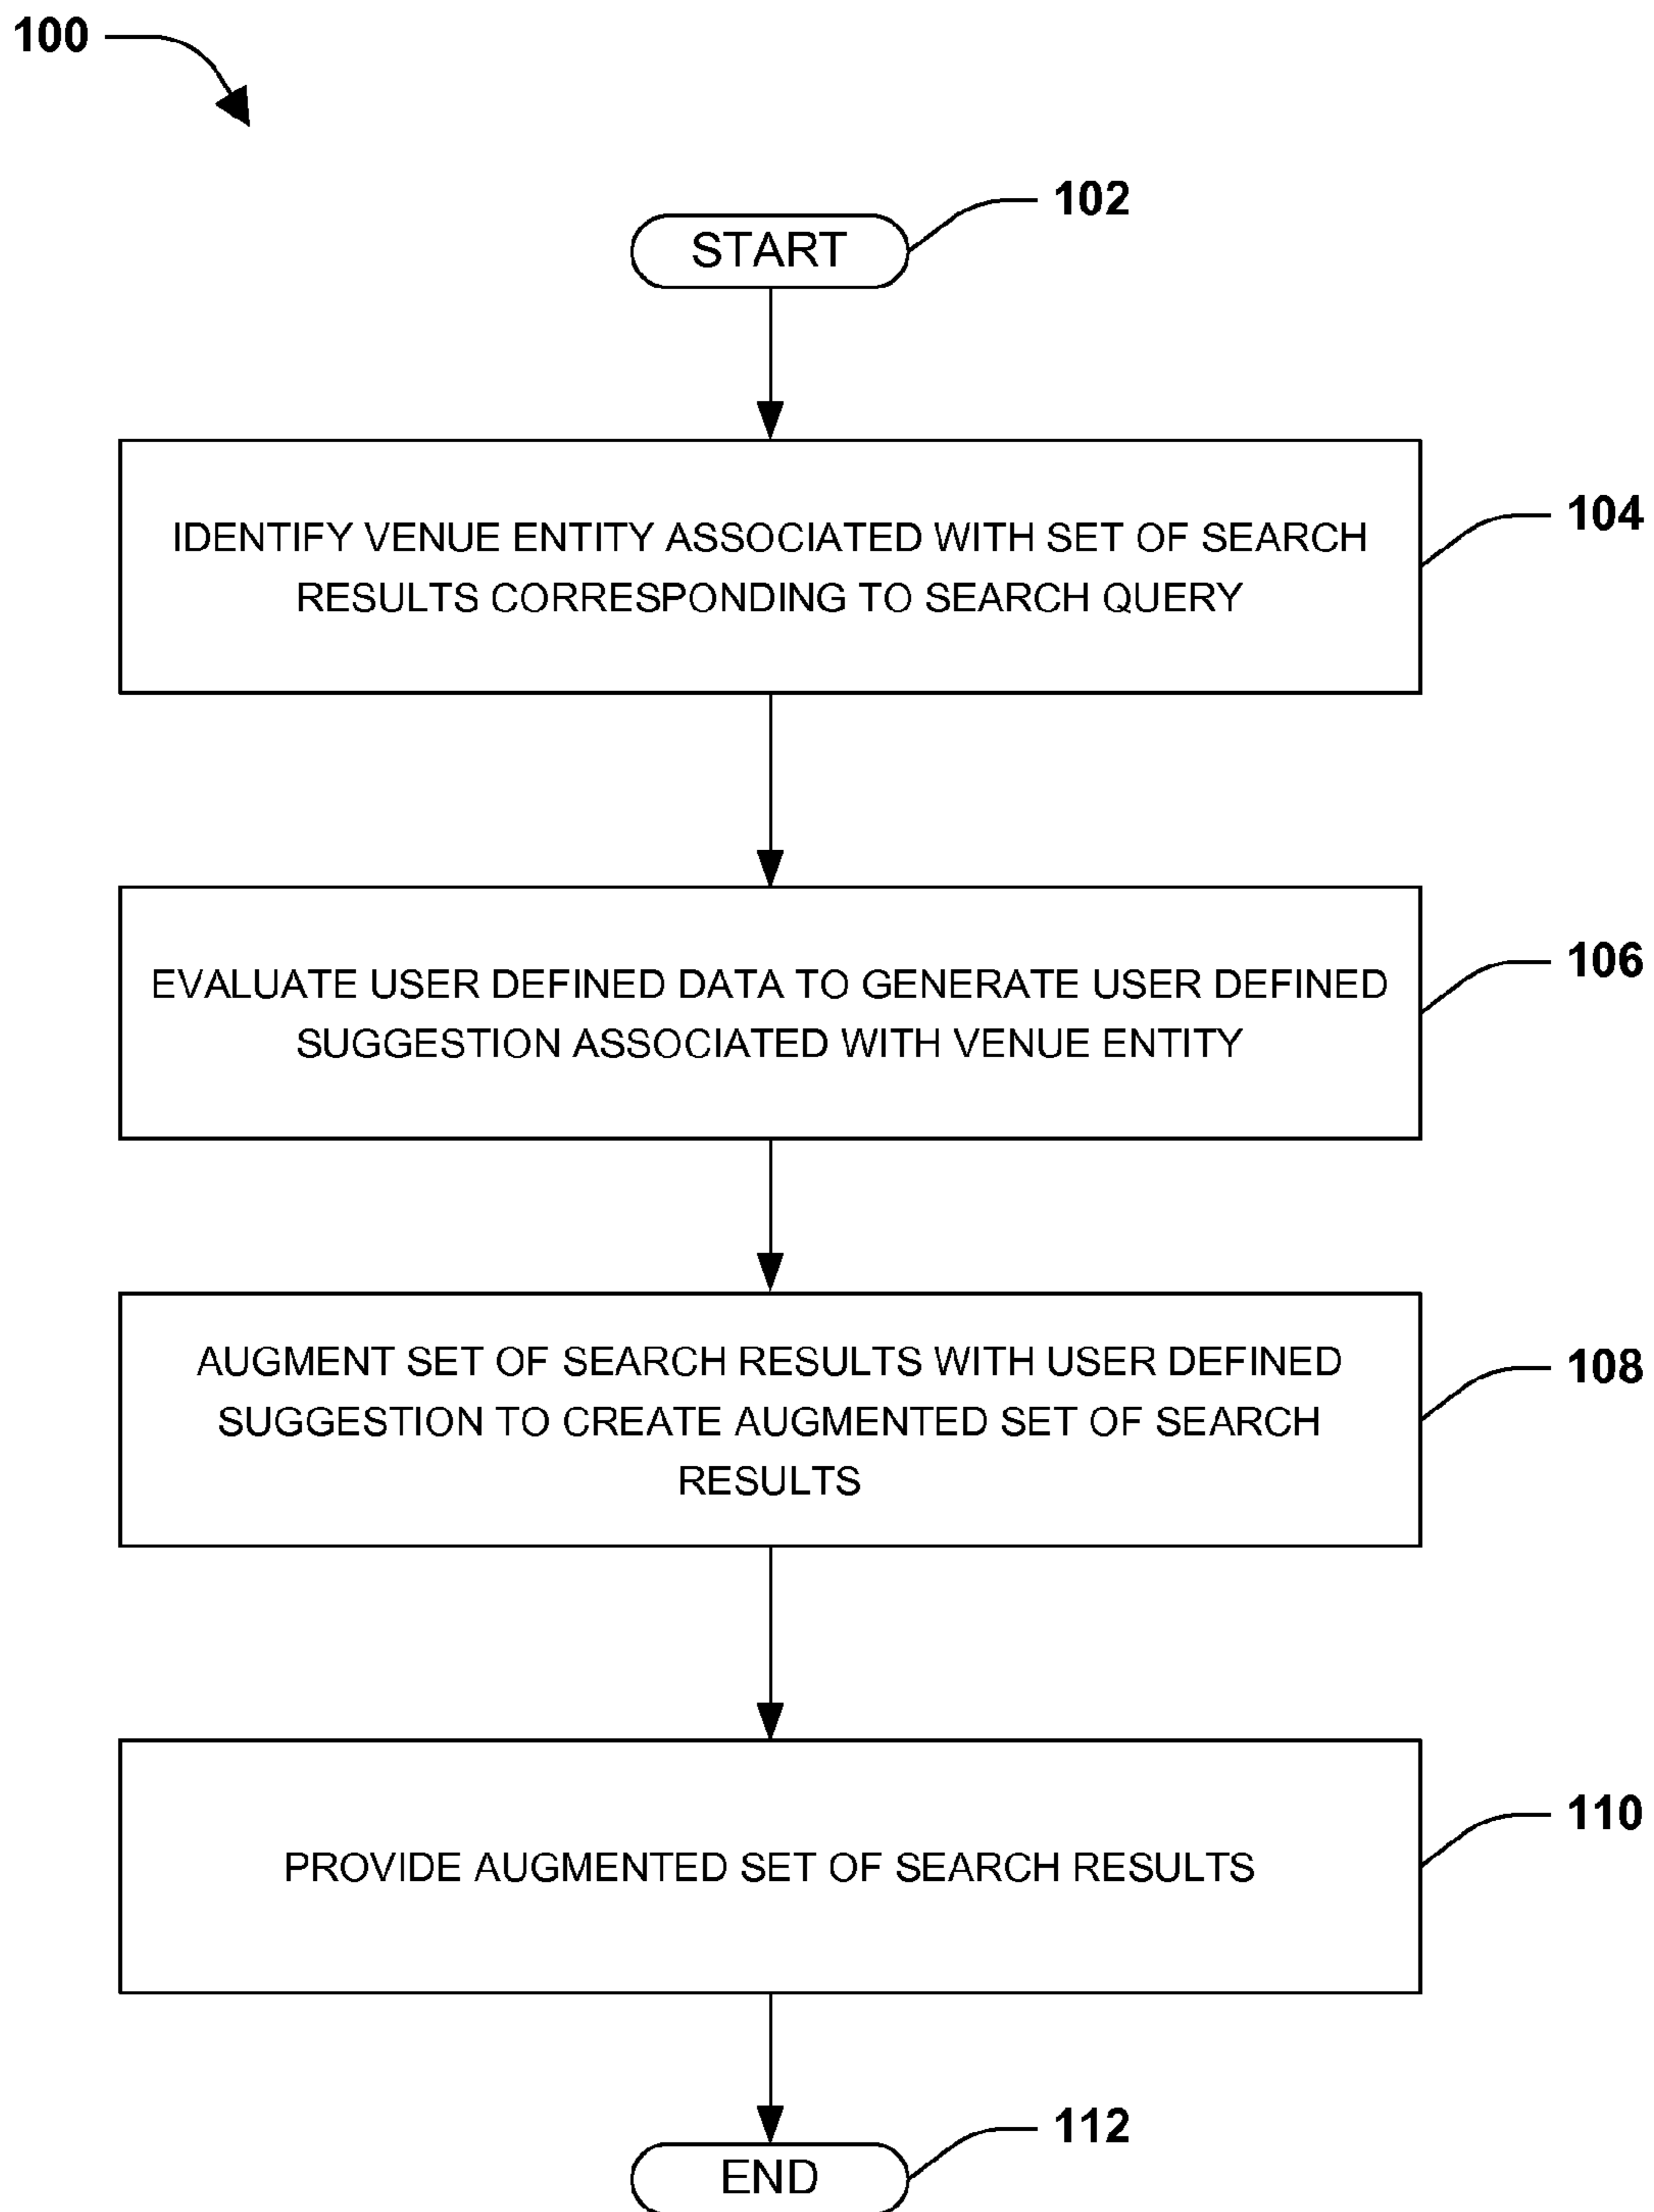 100
102
START
104
IDENTIFY VENUE ENTITY ASSOCIATED WITH SET OF SEARCH
RESULTS CORRESPONDING TO SEARCH QUERY
106
EVALUATE USER DEFINED DATA TO GENERATE USER DEFINED
SUGGESTION ASSOCIATED WITH VENUE ENTITY
108
AUGMENT SET OF SEARCH RESULTS WITH USER DEFINED
SUGGESTION TO CREATE AUGMENTED SET OF SEARCH
RESULTS
110
PROVIDE AUGMENTED SET OF SEARCH RESULTS
112
END